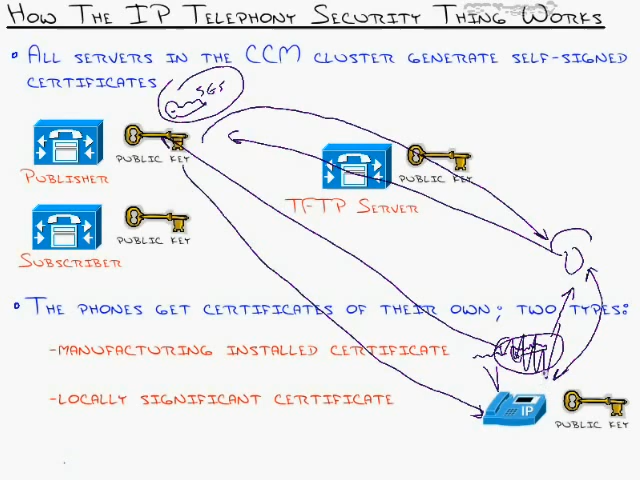 How The IP Telephony Security Thing Works
All servers in the CCM cluster generate self-signed
certificates
Public Key
Publisher
Public Key
TFTP Server
Public Key
Subscriber
The phones get certificates of their own; two types:
-Manufacturing installed certificate
-Locally significant certificate
IP
Public Key